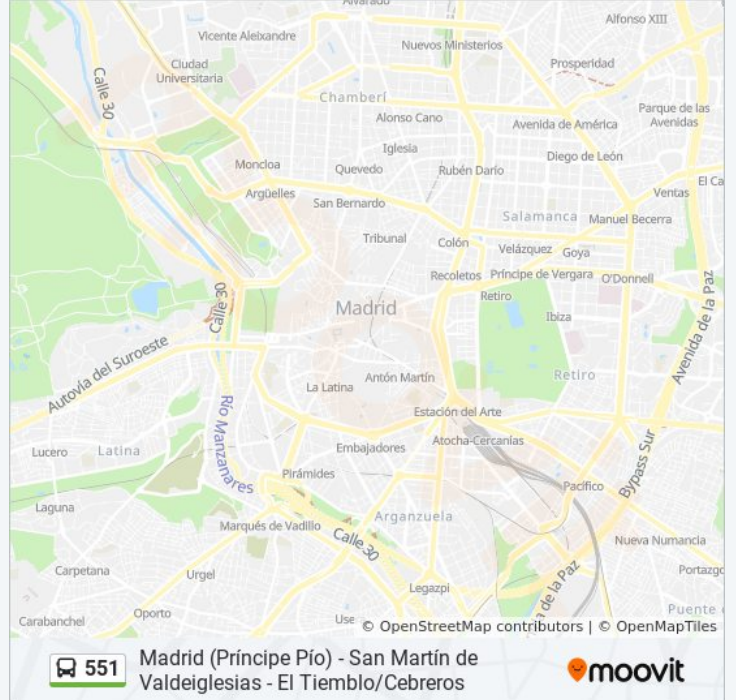 Alvarado
Alfonso XIII
Vicente Aleixandre
Nuevos Ministerios
Ciudad
Universitaria
Prosperidad
Calle 30
Chamberí
Parque de las
Avenidas
Alonso Cano
Avenida de América
Iglesia
Diego de León
Moncloa
Quevedo
Rubén Darío
El Ca
Argüelles
Ventas
San Bernardo
Salamanca
Manuel Becerra
Tribunal
Colón
Velázquez
Goya
Recoletos
Príncipe de Vergara
O'Donnell
Calle 30
Retiro
Madrid
Ibiza
Avenida de la Paz
Autovía del Suroeste
Retiro
La Latina
Antón Martín
Estación del Arte
Río Manzanares
Atocha-Cercanías
Lucero
Latina
Embajadores
Bypass Sur
Pirámides
Pacífico
Laguna
Arganzuela
Marqués de Vadillo
Calle 30
Nueva Numancia
Carpetana
Urgel
Portazgo
Legazpi
a de la Paz
Oporto
Puente
Carabanchel
Use
© OpenStreetMap contributors | © OpenMapTiles
551
Madrid (Príncipe Pío) - San Martín de
Valdeiglesias - El Tiemblo/Cebreros
moovit